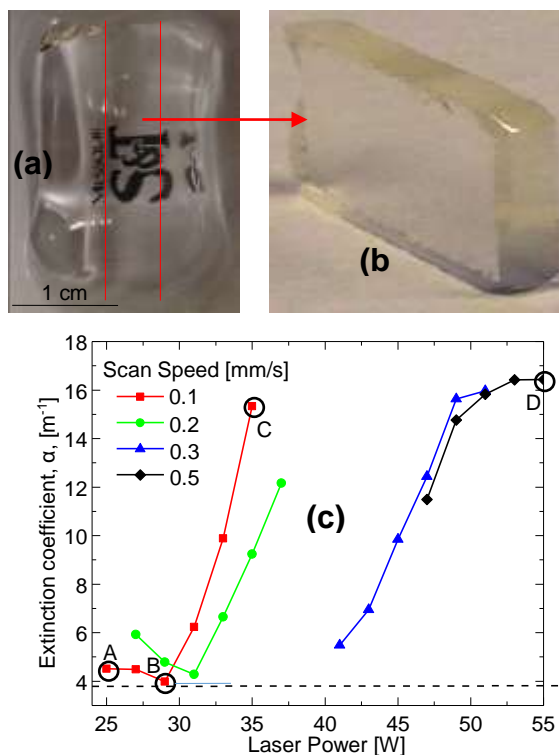 (a)
MISSOURI
S&T
1 cm
(b)
18
16
14
12
10
8
6
4
Extinction coefficient, α, [m⁻¹]
Scan Speed [mm/s]
0.1
0.2
0.3
0.5
(c)
A
B
C
D
25 30 35 40 45 50 55
Laser Power [W]